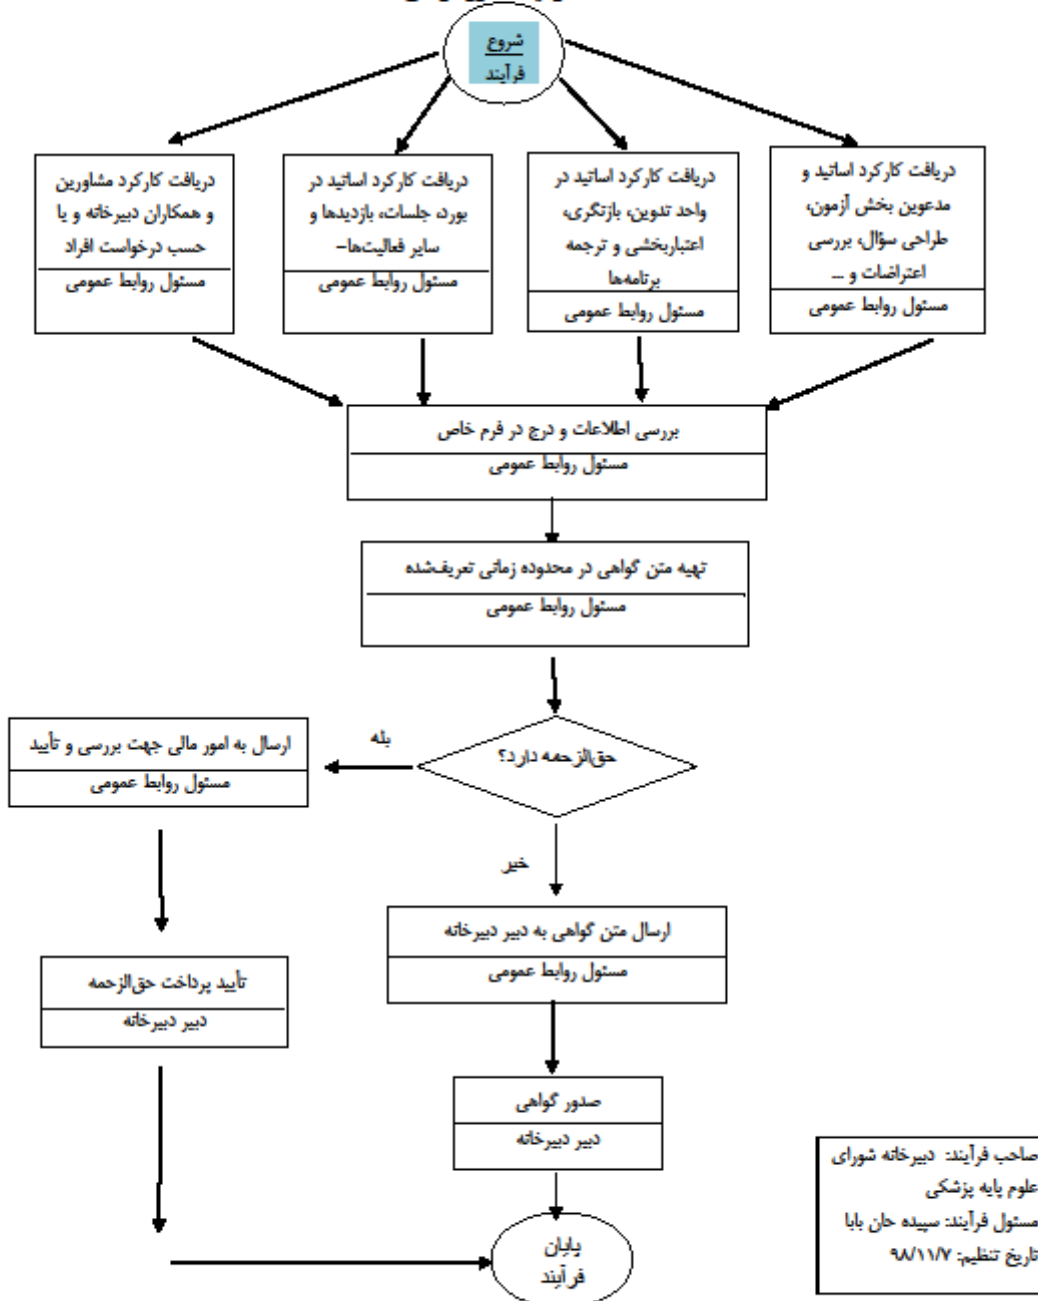 شروع
فرآیند
دریافت کارکرد اساتید و
مدعوین بخش آزمون،
طراحی سؤال، بررسی
اعتراضات و ...
مسئول روابط عمومی
دریافت کارکرد اساتید در
واحد تدوین، بازنگری،
اعتباربخشی و ترجمه
برنامه‌ها
مسئول روابط عمومی
دریافت کارکرد اساتید در
بورد، جلسات، بازدیدها و
سایر فعالیت‌ها-
مسئول روابط عمومی
دریافت کارکرد مشاورین
و همکاران دبیرخانه و یا
حسب درخواست افراد
مسئول روابط عمومی
بررسی اطلاعات و درج در فرم خاص
مسئول روابط عمومی
تهیه متن گواهی در محدوده زمانی تعریف‌شده
مسئول روابط عمومی
حق‌الزحمه دارد؟
بله
ارسال به امور مالی جهت بررسی و تأیید
مسئول روابط عمومی
خیر
ارسال متن گواهی به دبیر دبیرخانه
مسئول روابط عمومی
تأیید پرداخت حق‌الزحمه
دبیر دبیرخانه
صدور گواهی
دبیر دبیرخانه
پایان
فرآیند
صاحب فرآیند: دبیرخانه شورای
علوم پایه پزشکی
مسئول فرآیند: سپیده خان بابا
تاریخ تنظیم: ۹۸/۱۱/۷